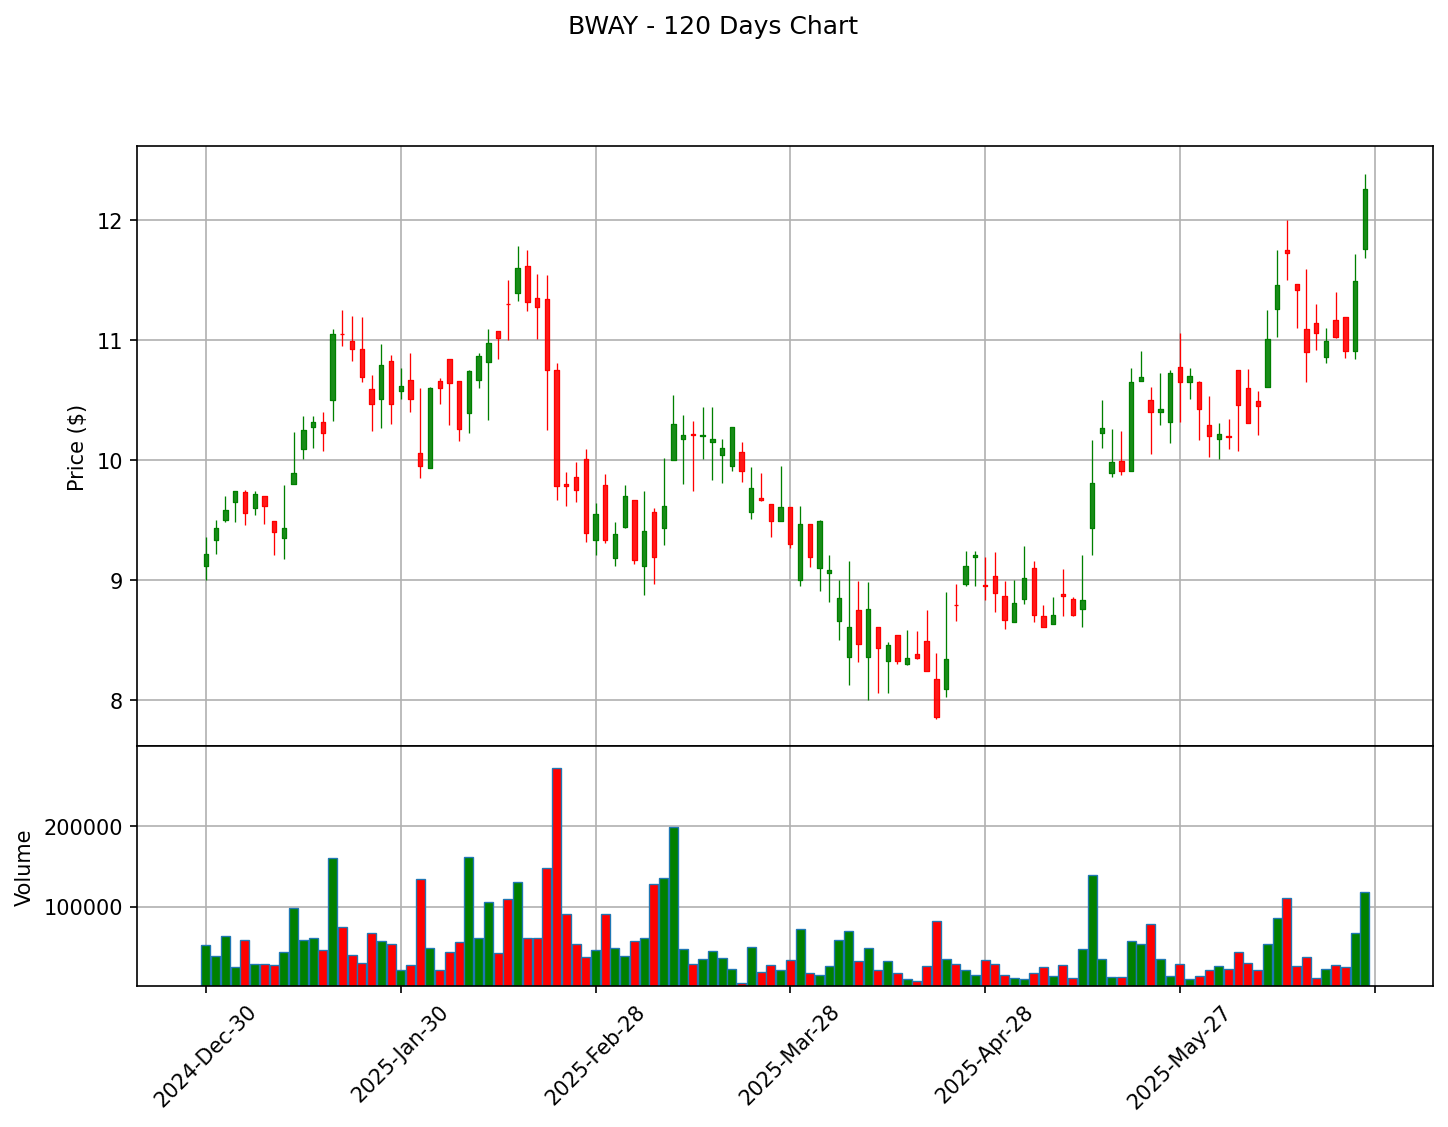 BWAY - 120 Days Chart
Price ($)
12
11
10
9
8
Volume
200000
100000
2024-Dec-30
2025-Jan-30
2025-Feb-28
2025-Mar-28
2025-Apr-28
2025-May-27